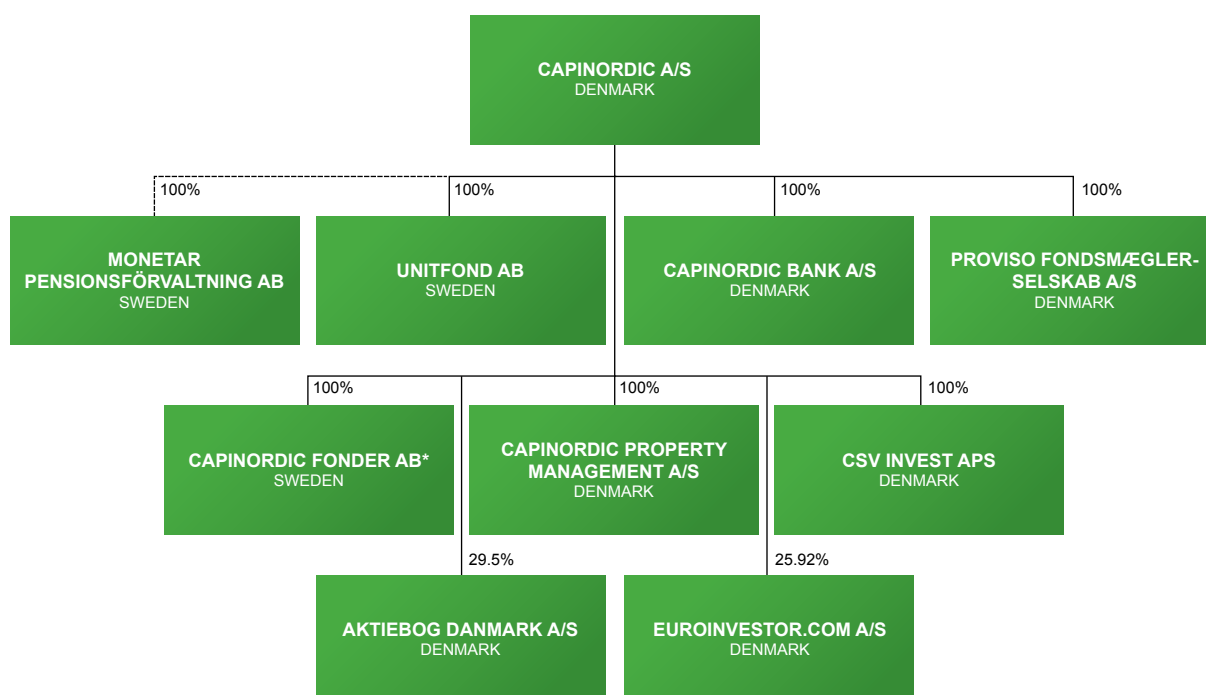 CAPINORDIC A/S
DENMARK
100%
100%
100%
100%
MONETAR
PENSIONSFÖRVALTNING AB
SWEDEN
UNITFOND AB
SWEDEN
CAPINORDIC BANK A/S
DENMARK
PROVISO FONDSMÆGLER-
SELSKAB A/S
DENMARK
100%
100%
100%
CAPINORDIC FONDER AB*
SWEDEN
CAPINORDIC PROPERTY
MANAGEMENT A/S
DENMARK
CSV INVEST APS
DENMARK
29.5%
25.92%
AKTIEBOG DANMARK A/S
DENMARK
EUROINVESTOR.COM A/S
DENMARK